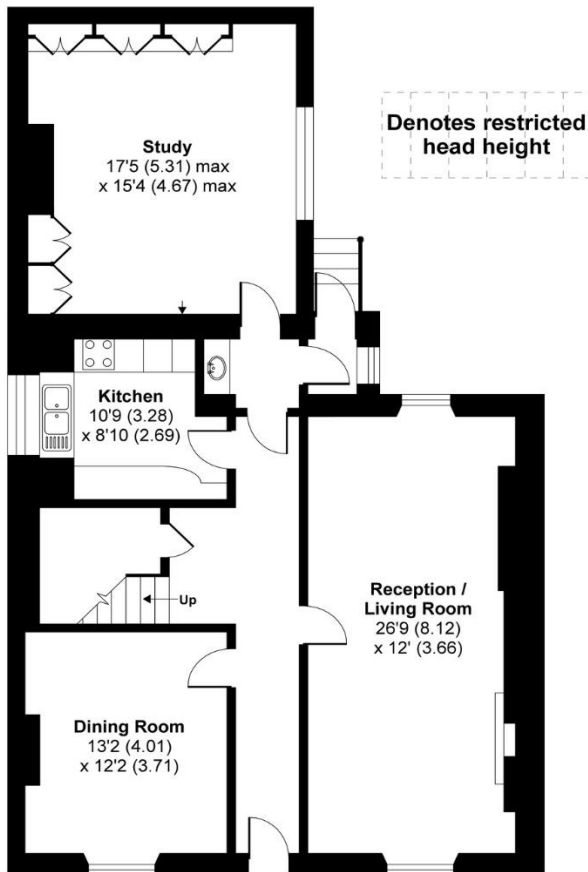 Study
17'5 (5.31) max
x 15'4 (4.67) max
Denotes restricted
head height
Kitchen
10'9 (3.28)
x 8'10 (2.69)
Up
Reception /
Living Room
26'9 (8.12)
x 12' (3.66)
Dining Room
13'2 (4.01)
x 12'2 (3.71)